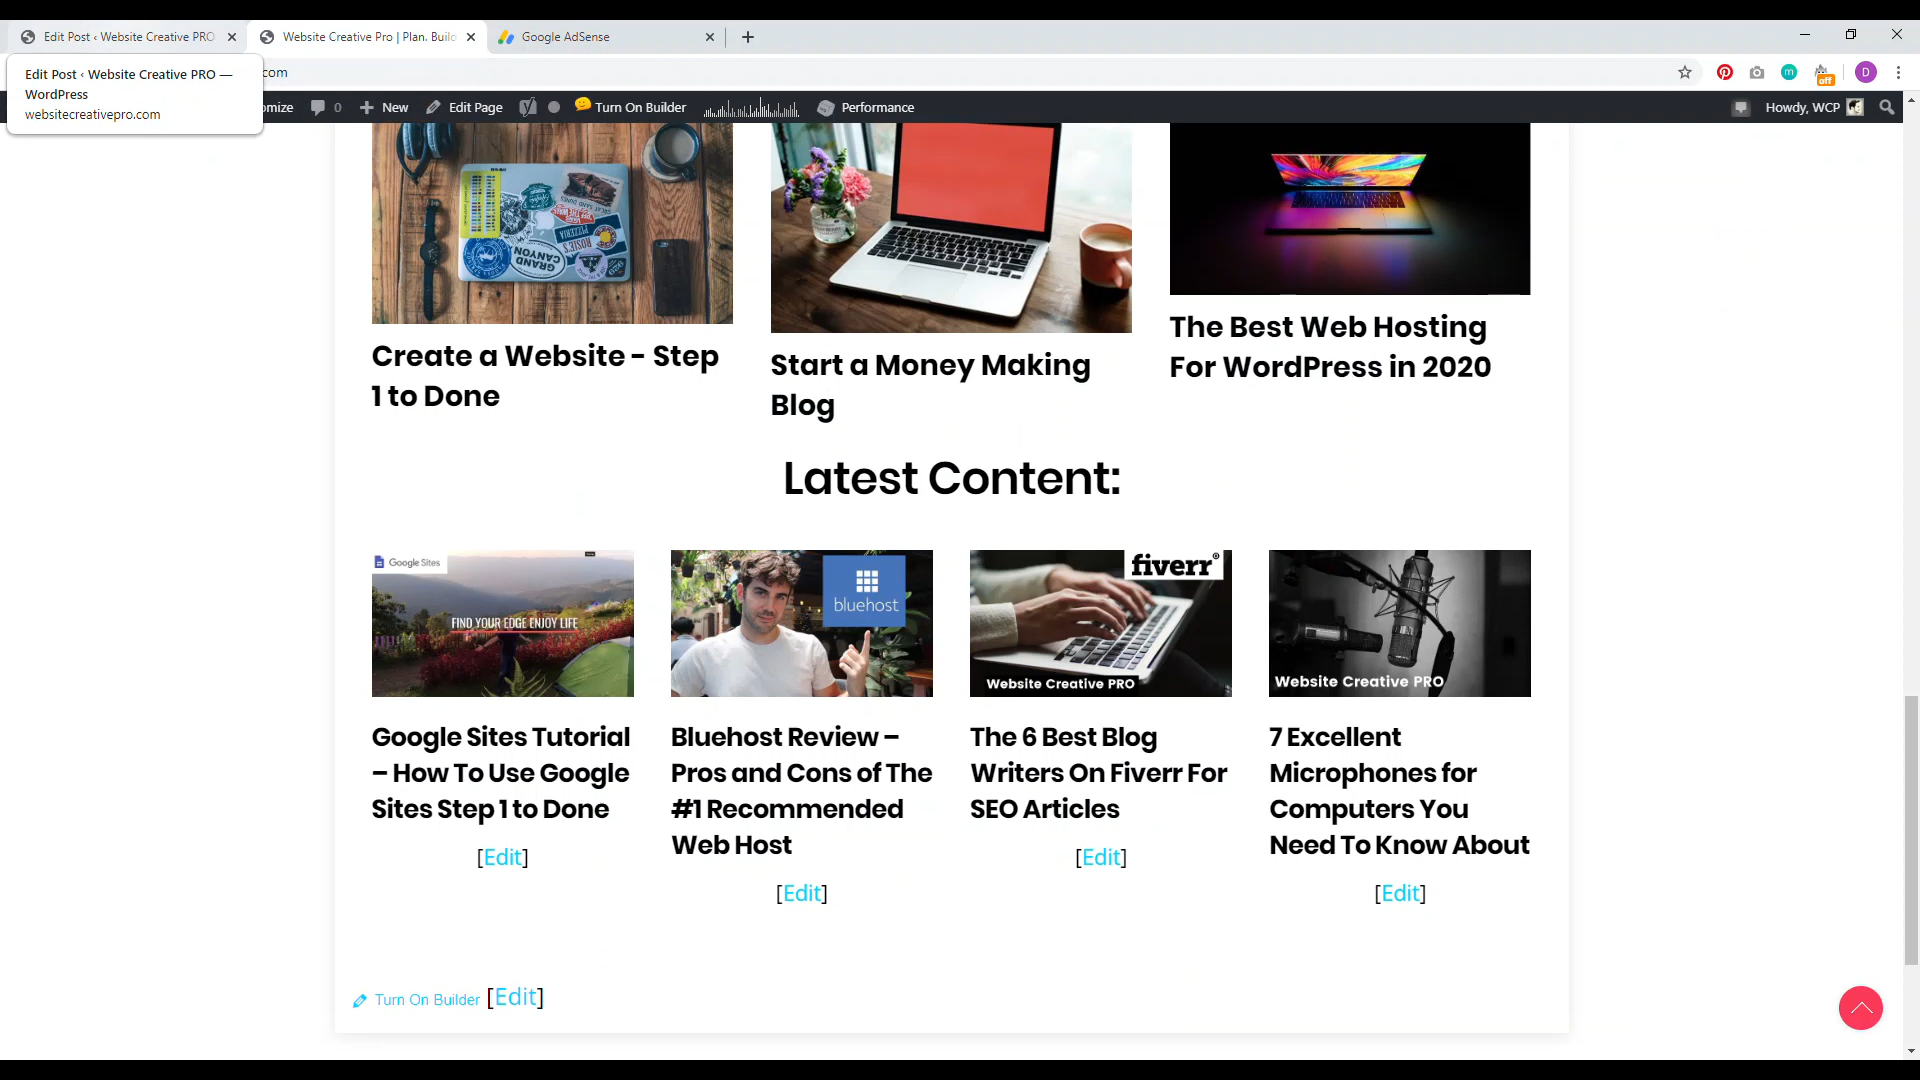 Edit Post ‹ Website Creative PRO
Website Creative Pro | Plan. Build
Google AdSense
Edit Post ‹ Website Creative PRO —
WordPress
websitecreativepro.com
com
omize
0
New
Edit Page
Turn On Builder
Performance
Howdy, WCP
off
D
m
GRAND
CANYON
PIZZERIA
ROSIE'S
Create a Website - Step
1 to Done
Start a Money Making
Blog
The Best Web Hosting
For WordPress in 2020
Latest Content:
Google Sites
FIND YOUR EDGE ENJOY LIFE
bluehost
fiverr®
Website Creative PRO
Website Creative PRO
Google Sites Tutorial
– How To Use Google
Sites Step 1 to Done
[Edit]
Bluehost Review –
Pros and Cons of The
#1 Recommended
Web Host
[Edit]
The 6 Best Blog
Writers On Fiverr For
SEO Articles
[Edit]
7 Excellent
Microphones for
Computers You
Need To Know About
[Edit]
Turn On Builder [Edit]